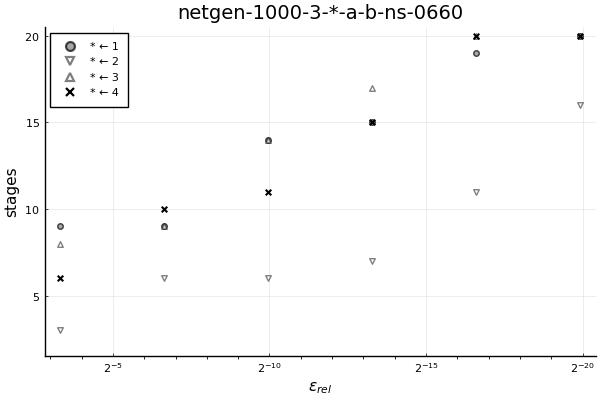 netgen-1000-3-*-a-b-ns-0660
* ← 1
* ← 2
* ← 3
* ← 4
20
15
10
5
stages
2⁻⁵ 2⁻¹⁰ 2⁻¹⁵ 2⁻²⁰
ε_rel